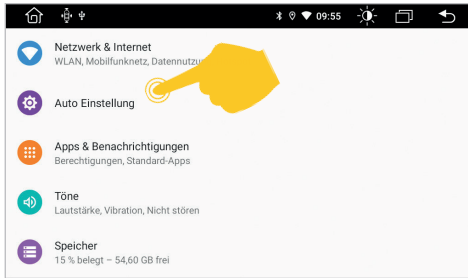 09:55
Netzwerk & Internet
WLAN, Mobilfunknetz,
Auto Einstellung
Apps & Benachrichtigungen
Berechtigungen, Standard-Apps
Töne
Lautstärke, Vibration, Nicht stören
Speicher
15 % belegt – 54,60 GB frei